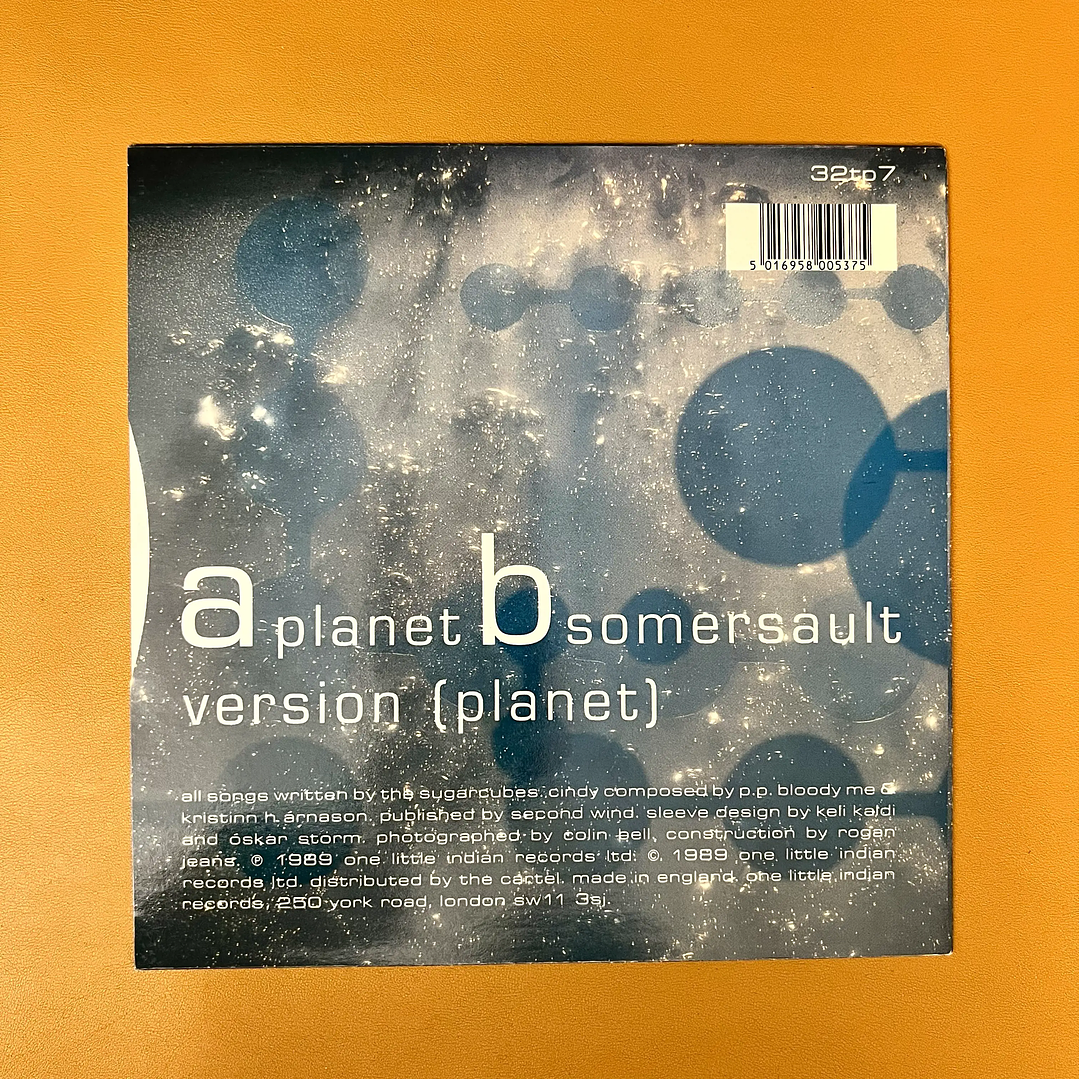 32tp7
5 016958 005375
a planet b somersault
version (planet)
all songs written by the sugarcubes. cindy composed by p.p. bloody me &
kristinn h. árnason. published by second wind. sleeve design by keli kaldi
and óskar storm. photographed by colin bell, construction by roger
jeans. ℗ 1989 one little indian records ltd. ©. 1989 one little indian
records ltd. distributed by the cartel. made in england. one little indian
records, 250 york road, london sw11 3sj.